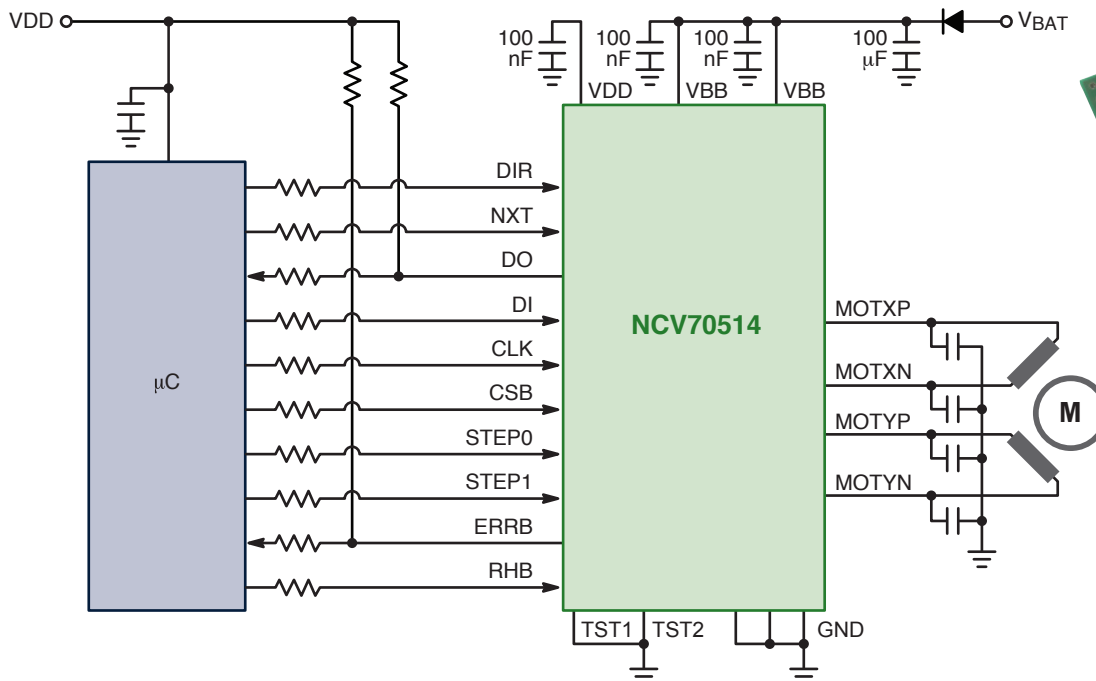 VDD
100 nF
100 nF
100 nF
100 μF
VBAT
VDD
VBB
VBB
μC
DIR
NXT
DO
DI
CLK
CSB
STEP0
STEP1
ERRB
RHB
NCV70514
MOTXP
MOTXN
MOTYP
MOTYN
M
TST1
TST2
GND